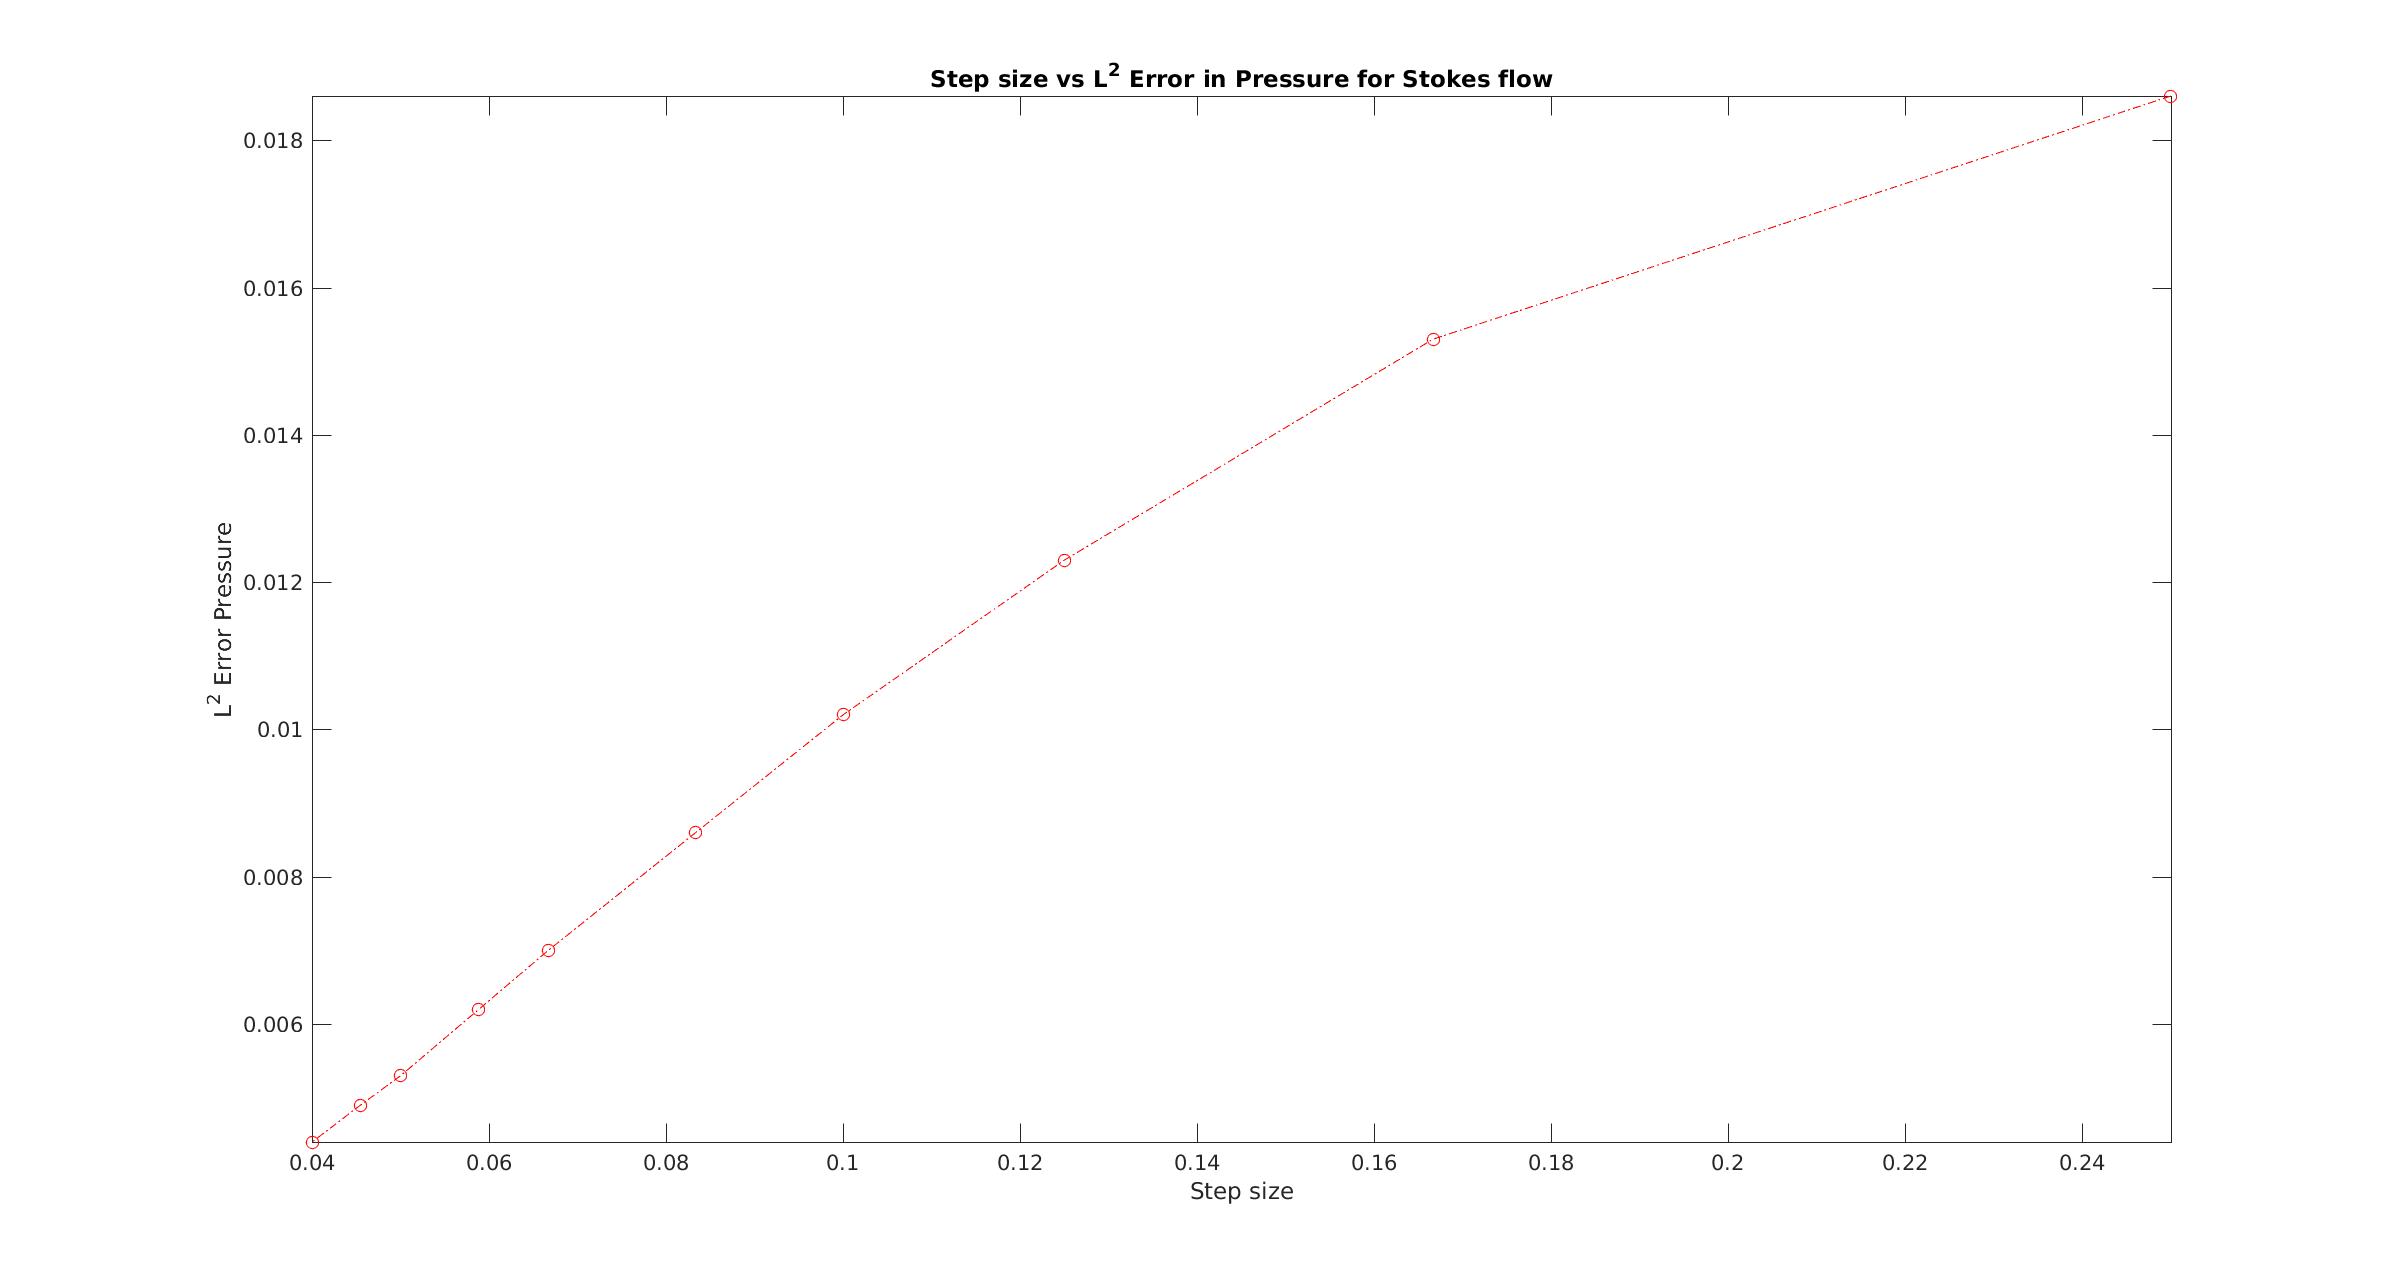 Step size vs L² Error in Pressure for Stokes flow
0.018
0.016
0.014
0.012
0.01
0.008
0.006
L² Error Pressure
0.04 0.06 0.08 0.1 0.12 0.14 0.16 0.18 0.2 0.22 0.24
Step size